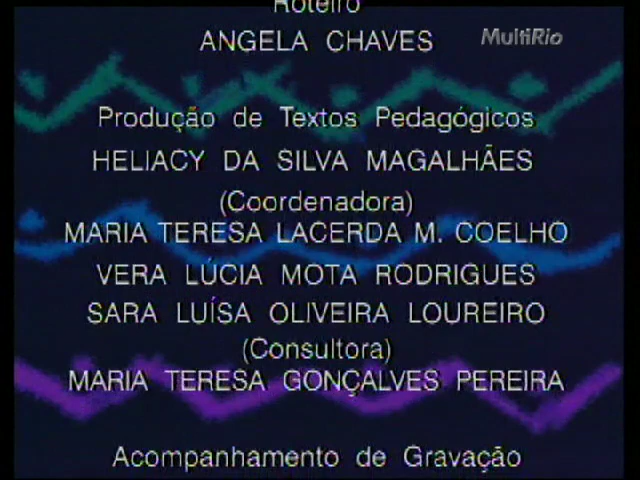 Roteiro
ANGELA CHAVES
MultiRio
Produção de Textos Pedagógicos
HELIACY DA SILVA MAGALHÃES
(Coordenadora)
MARIA TERESA LACERDA M. COELHO
VERA LÚCIA MOTA RODRIGUES
SARA LUÍSA OLIVEIRA LOUREIRO
(Consultora)
MARIA TERESA GONÇALVES PEREIRA
Acompanhamento de Gravação